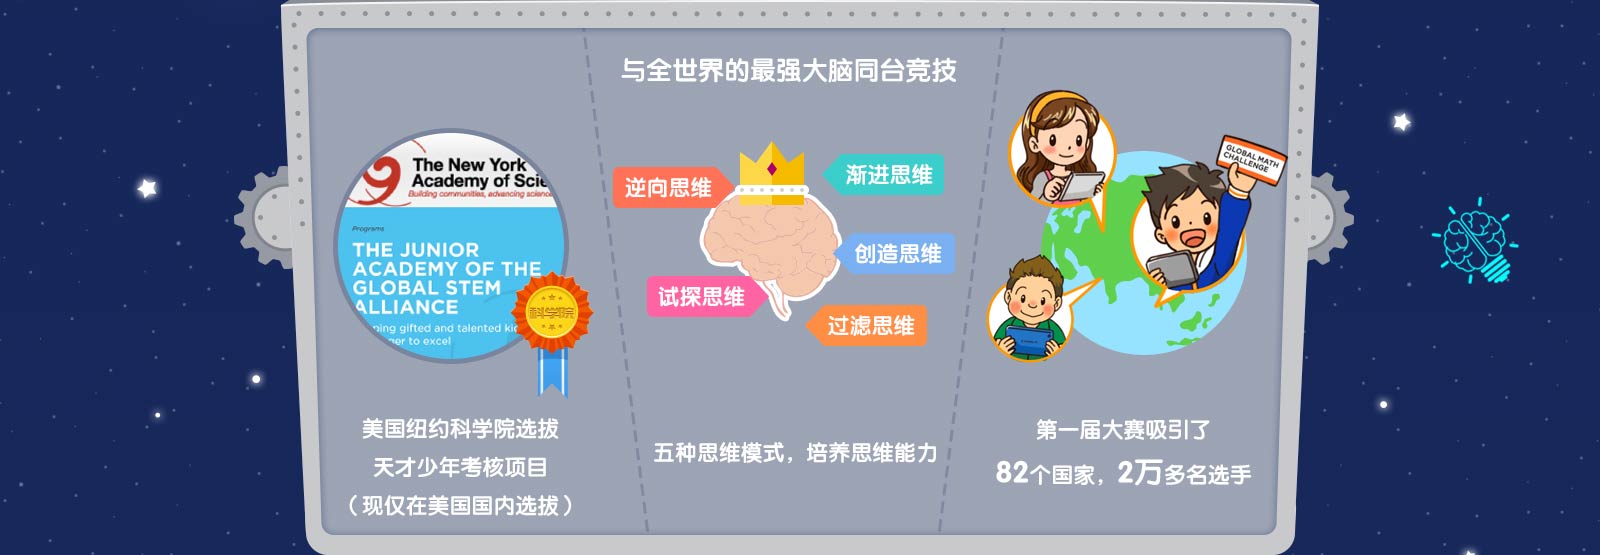 与全世界的最强大脑同台竞技
The New York
Academy of Scie
Building communities, advancing science
Programs
THE JUNIOR
ACADEMY OF THE
GLOBAL STEM
ALLIANCE
ping gifted and talented kid
nger to excel
科学院
美国纽约科学院选拔
天才少年考核项目
（现仅在美国国内选拔）
逆向思维
渐进思维
创造思维
试探思维
过滤思维
五种思维模式，培养思维能力
GLOBAL MATH
CHALLENGE
第一届大赛吸引了
82个国家，2万多名选手